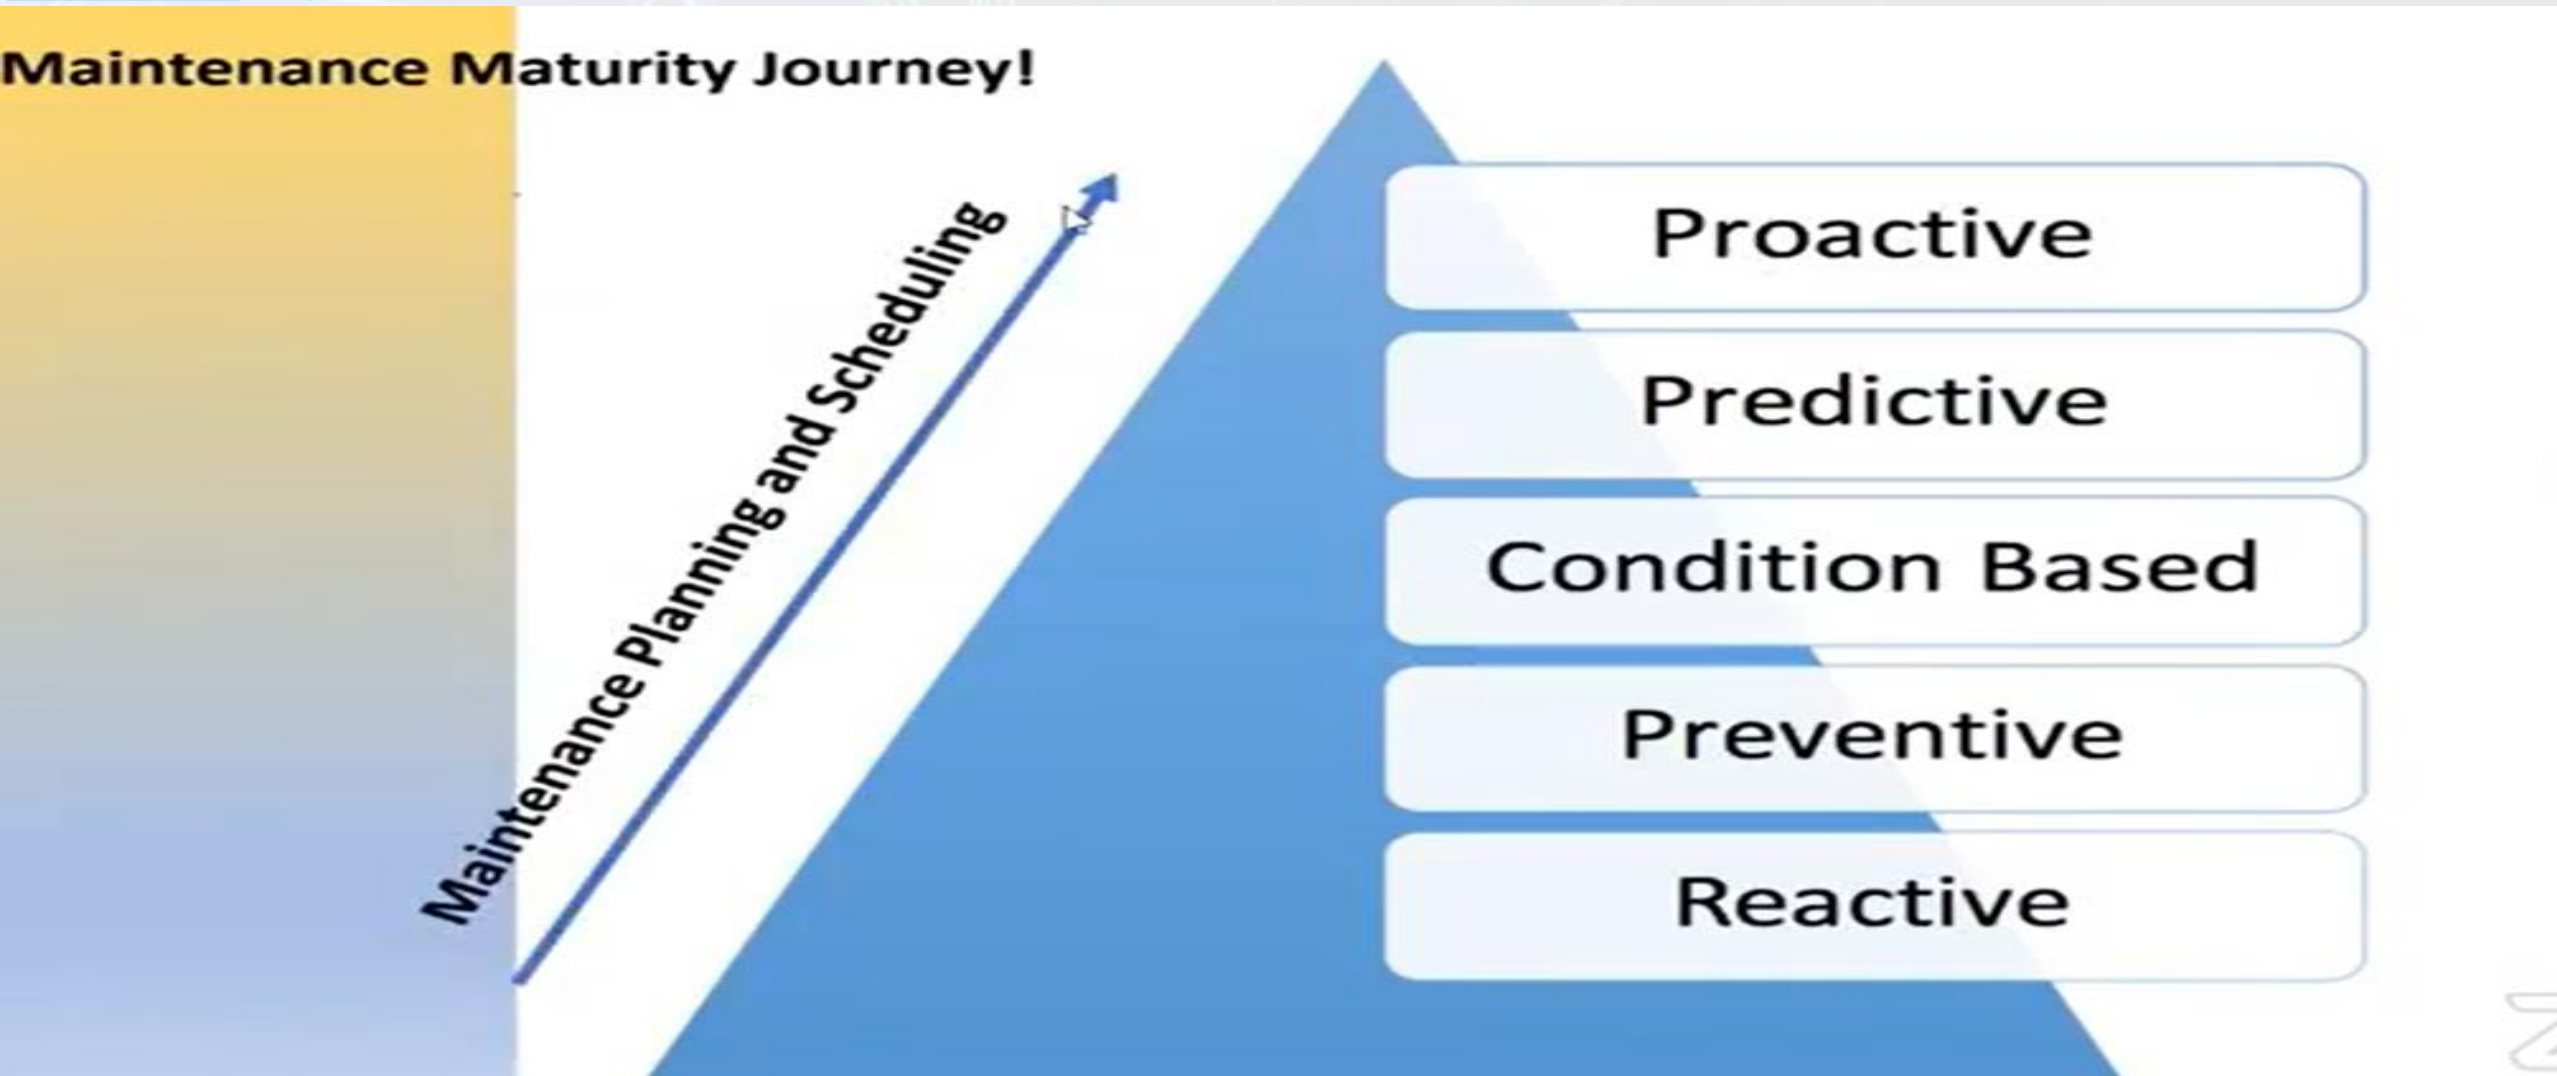 Maintenance Maturity Journey!
Maintenance Planning and Scheduling
Proactive
Predictive
Condition Based
Preventive
Reactive